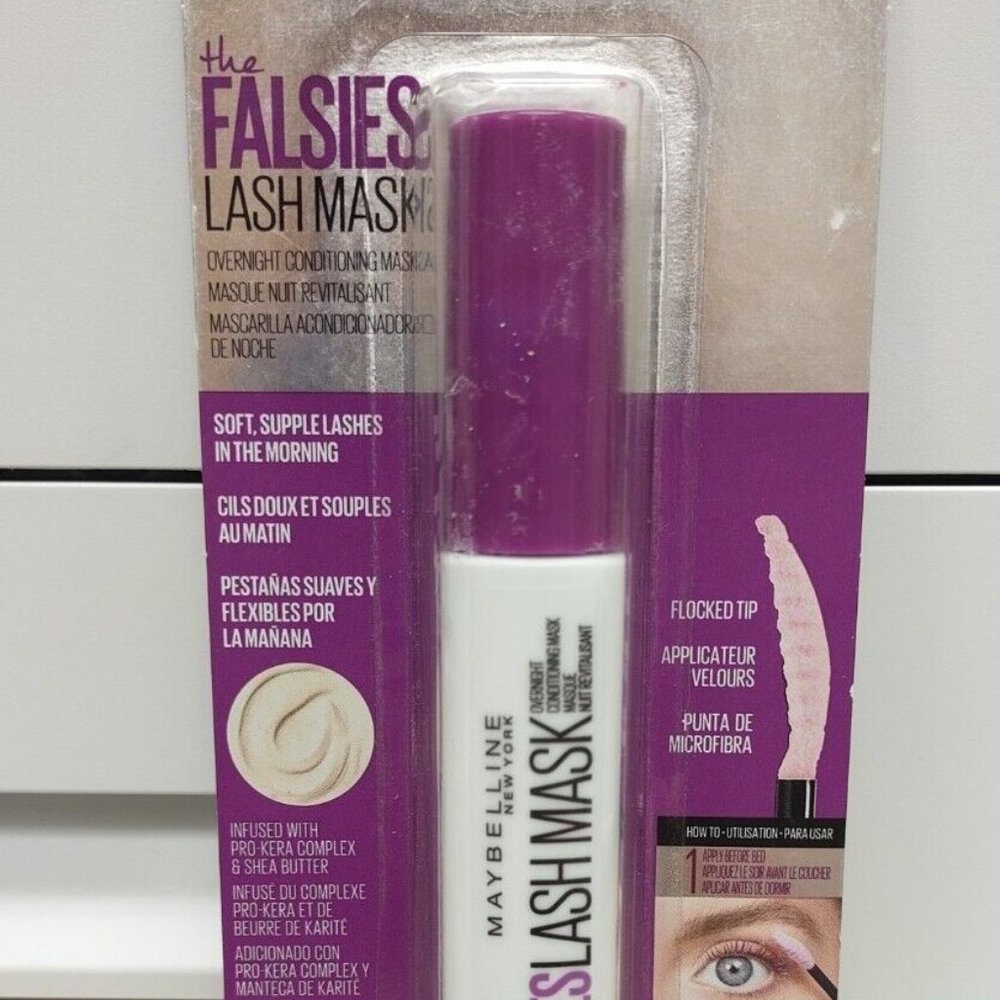 the
FALSIES
LASH MASK
OVERNIGHT CONDITIONING MASK
MASQUE NUIT REVITALISANT
MASCARILLA ACONDICIONADORA
DE NOCHE
SOFT, SUPPLE LASHES
IN THE MORNING
CILS DOUX ET SOUPLES
AU MATIN
PESTAÑAS SUAVES Y
FLEXIBLES POR
LA MAÑANA
INFUSED WITH
PRO-KERA COMPLEX
& SHEA BUTTER
INFUSÉ DU COMPLEXE
PRO-KERA ET DE
BEURRE DE KARITÉ
ADICIONADO CON
PRO-KERA COMPLEX Y
MANTECA DE KARITÉ
MAYBELLINE
NEW YORK
ES LASH MASK
OVERNIGHT
CONDITIONING MASK
MASQUE
NUIT REVITALISANT
FLOCKED TIP
APPLICATEUR
VELOURS
PUNTA DE
MICROFIBRA
HOW TO • UTILISATION • PARA USAR
1 APPLY BEFORE BED
APPLIQUEZ LE SOIR AVANT LE COUCHER
APLICAR ANTES DE DORMIR